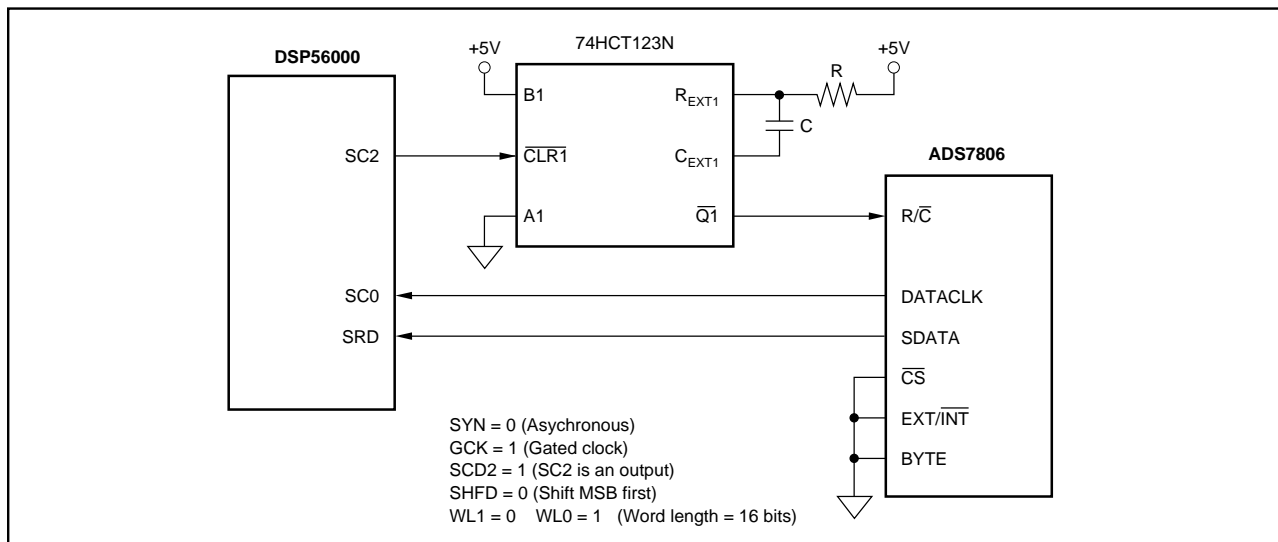 DSP56000
SC2
SC0
SRD
+5V
74HCT123N
B1
CLR1
A1
REXT1
CEXT1
Q1
R
C
+5V
ADS7806
R/C
DATACLK
SDATA
CS
EXT/INT
BYTE
SYN = 0 (Asychronous)
GCK = 1 (Gated clock)
SCD2 = 1 (SC2 is an output)
SHFD = 0 (Shift MSB first)
WL1 = 0 WL0 = 1 (Word length = 16 bits)